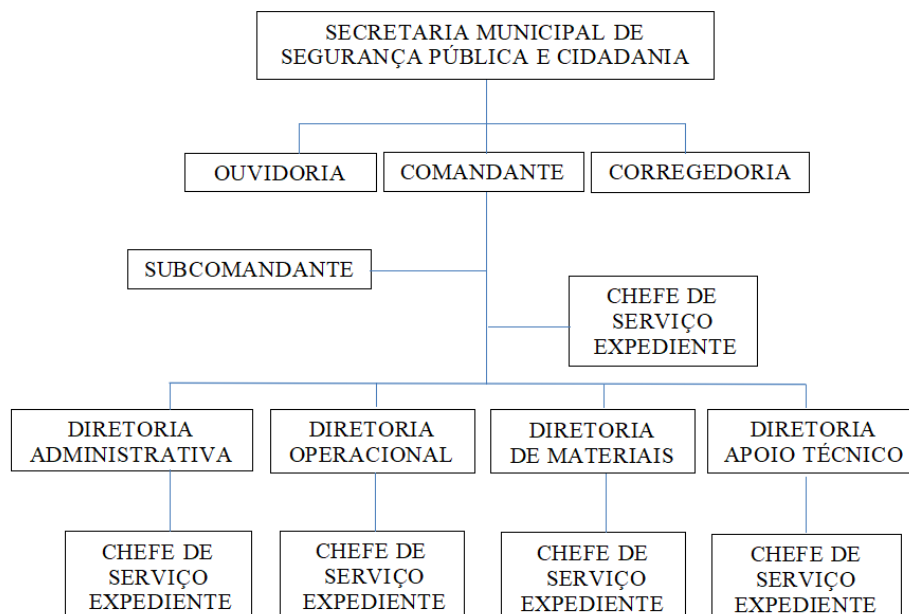 SECRETARIA MUNICIPAL DE
SEGURANÇA PÚBLICA E CIDADANIA
OUVIDORIA
COMANDANTE
CORREGEDORIA
SUBCOMANDANTE
CHEFE DE
SERVIÇO
EXPEDIENTE
DIRETORIA
ADMINISTRATIVA
DIRETORIA
OPERACIONAL
DIRETORIA
DE MATERIAIS
DIRETORIA
APOIO TÉCNICO
CHEFE DE
SERVIÇO
EXPEDIENTE
CHEFE DE
SERVIÇO
EXPEDIENTE
CHEFE DE
SERVIÇO
EXPEDIENTE
CHEFE DE
SERVIÇO
EXPEDIENTE